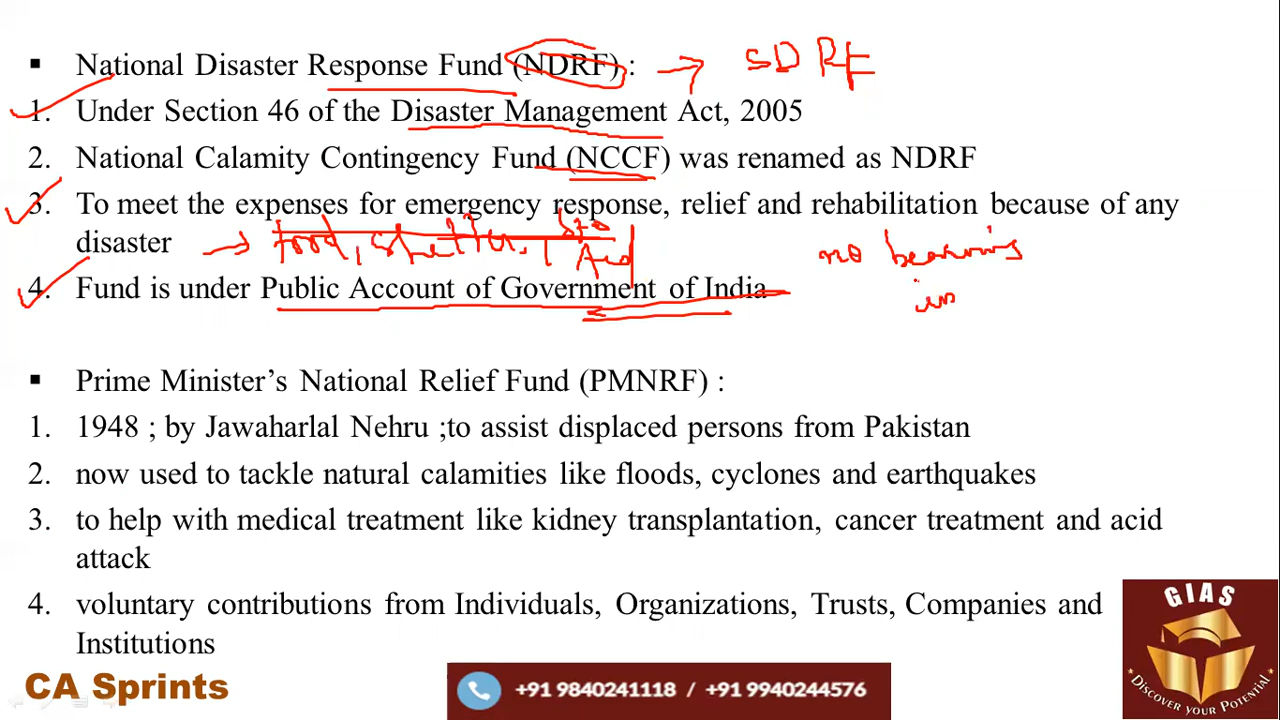 ▪ National Disaster Response Fund (NDRF) : → SDRF
1. Under Section 46 of the Disaster Management Act, 2005
2. National Calamity Contingency Fund (NCCF) was renamed as NDRF
3. To meet the expenses for emergency response, relief and rehabilitation because of any
disaster → food, shelter,
no
4. Fund is under Public Account of Government of India
▪ Prime Minister’s National Relief Fund (PMNRF) :
1. 1948 ; by Jawaharlal Nehru ;to assist displaced persons from Pakistan
2. now used to tackle natural calamities like floods, cyclones and earthquakes
3. to help with medical treatment like kidney transplantation, cancer treatment and acid
attack
4. voluntary contributions from Individuals, Organizations, Trusts, Companies and
Institutions
GIAS
DISCOVER YOUR POTENTIAL
CA Sprints
+91 9840241118 / +91 9940244576